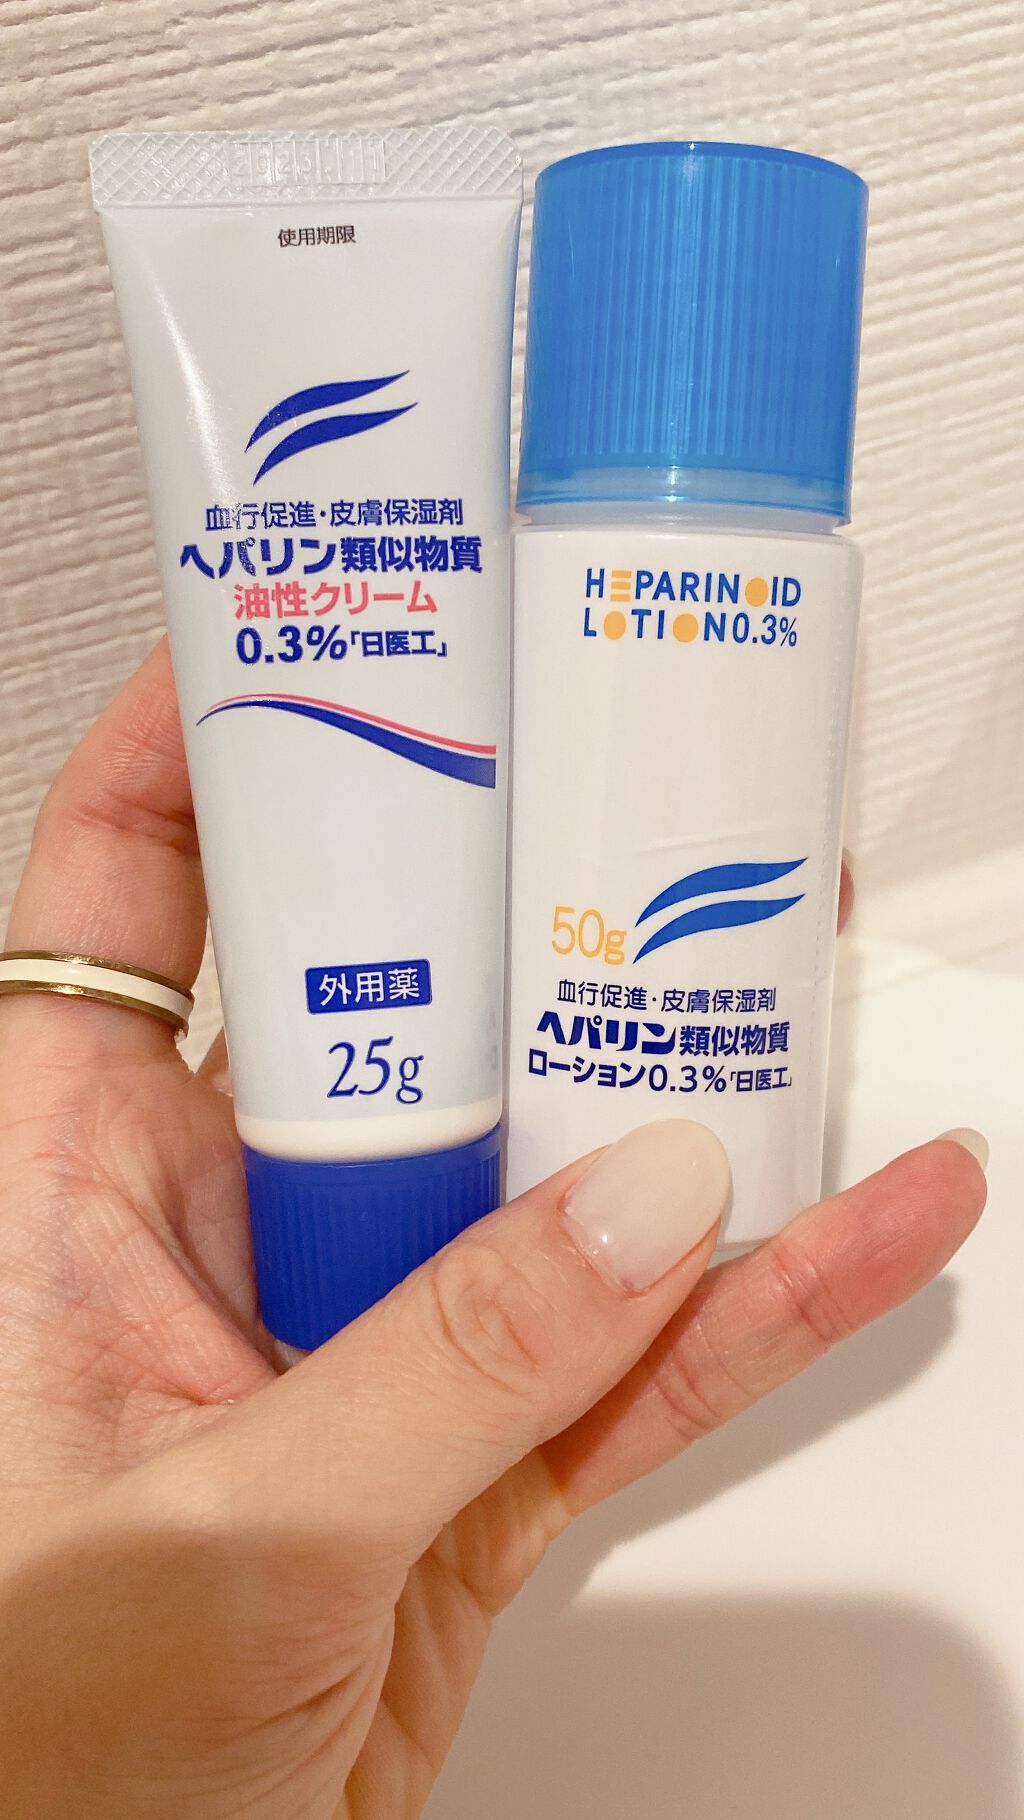 使用期限
血行促進・皮膚保湿剤
ヘパリン類似物質
油性クリーム
0.3%「日医工」
外用薬
25g
HEPARINOID
LOTION0.3%
50g
血行促進・皮膚保湿剤
ヘパリン類似物質
ローション0.3%「日医工」